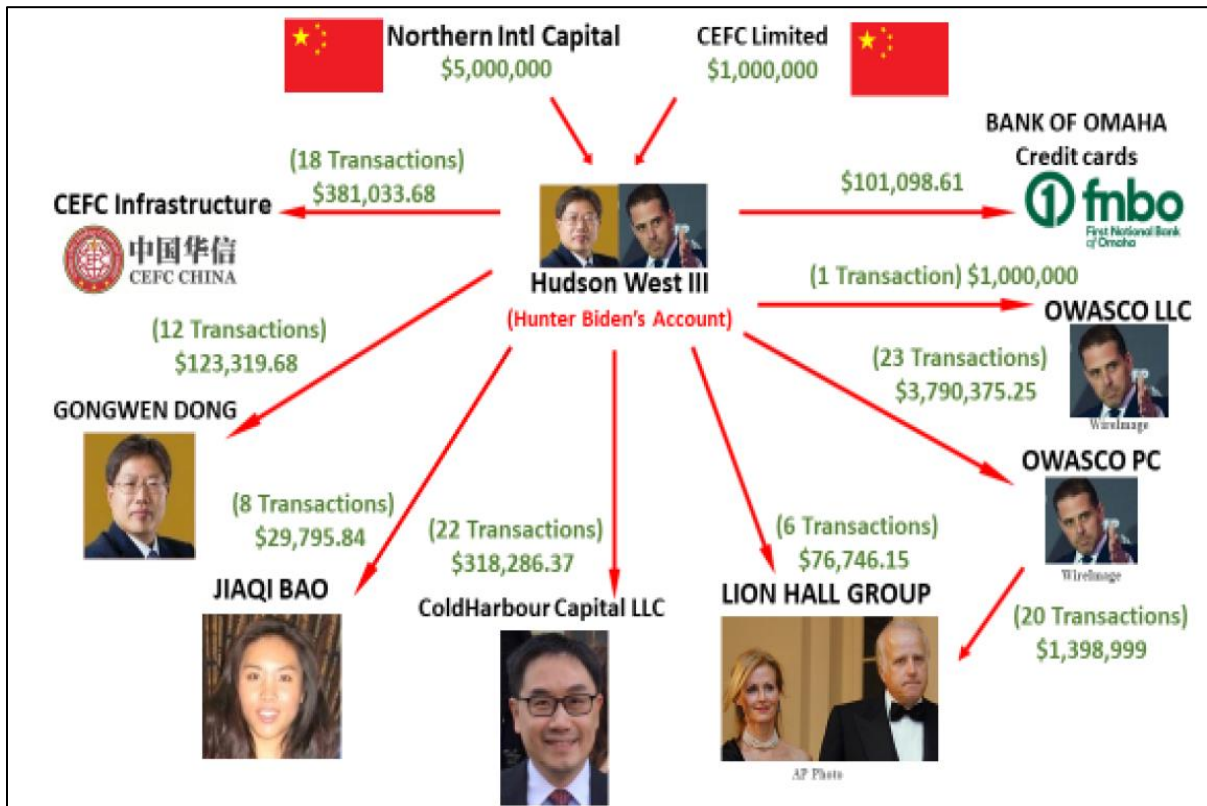 Northern Intl Capital
$5,000,000
CEFC Limited
$1,000,000
BANK OF OMAHA
Credit cards
fnbo
First National Bank
of Omaha
$101,098.61
(18 Transactions)
$381,033.68
CEFC Infrastructure
中国华信
CEFC CHINA
Hudson West III
(Hunter Biden's Account)
(1 Transaction) $1,000,000
OWASCO LLC
WireImage
(12 Transactions)
$123,319.68
GONGWEN DONG
(23 Transactions)
$3,790,375.25
OWASCO PC
WireImage
(8 Transactions)
$29,795.84
JIAQI BAO
(22 Transactions)
$318,286.37
ColdHarbour Capital LLC
(6 Transactions)
$76,746.15
LION HALL GROUP
AP Photo
(20 Transactions)
$1,398,999